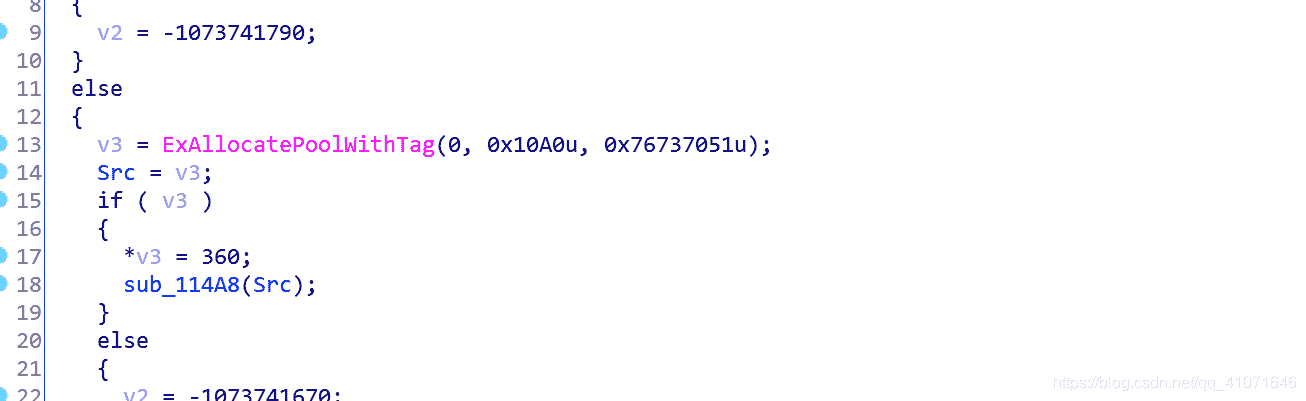 8 {
9 v2 = -1073741790;
10 }
11 else
12 {
13 v3 = ExAllocatePoolWithTag(0, 0x10A0u, 0x76737051u);
14 Src = v3;
15 if ( v3 )
16 {
17 *v3 = 360;
18 sub_114A8(Src);
19 }
20 else
21 {
22 v2 = -1073741670;
https://blog.csdn.net/qq_41071646